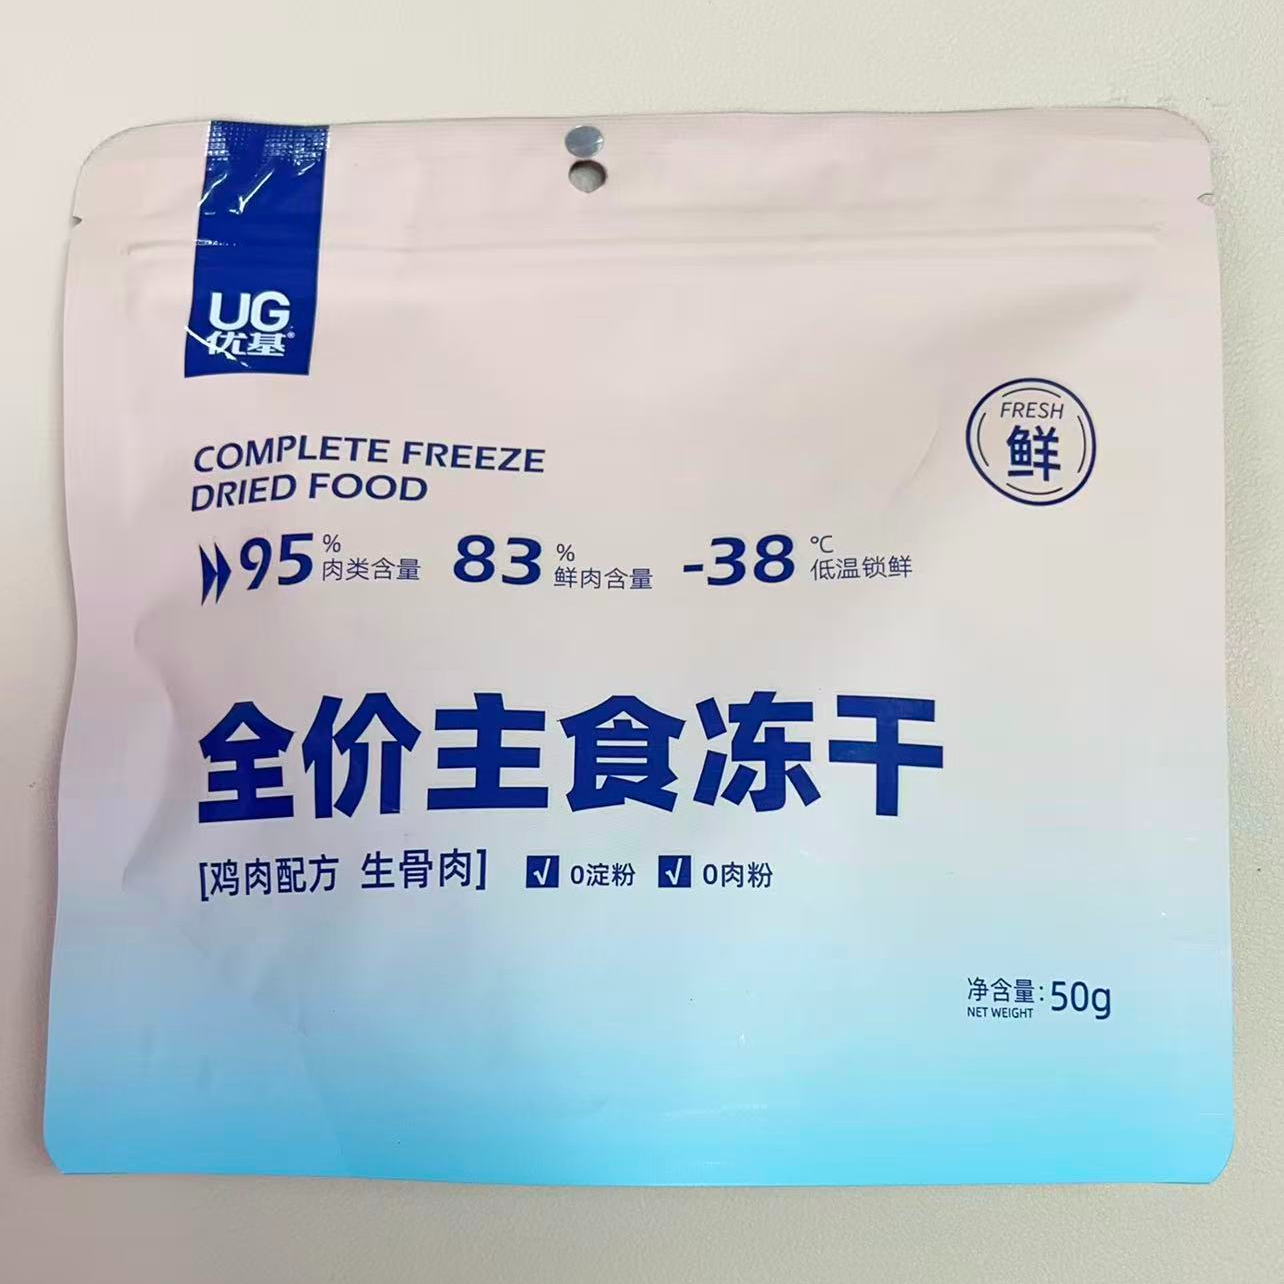 UG
优基®
FRESH
鲜
COMPLETE FREEZE
DRIED FOOD
95%肉类含量 83%鲜肉含量 -38℃低温锁鲜
全价主食冻干
[鸡肉配方 生骨肉] √ 0淀粉 √ 0肉粉
净含量:50g
NET WEIGHT